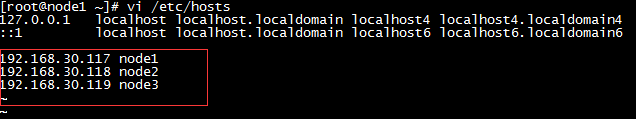 [root@node1 ~]# vi /etc/hosts
127.0.0.1   localhost localhost.localdomain localhost4 localhost4.localdomain4
::1         localhost localhost.localdomain localhost6 localhost6.localdomain6
192.168.30.117 node1
192.168.30.118 node2
192.168.30.119 node3
~
~